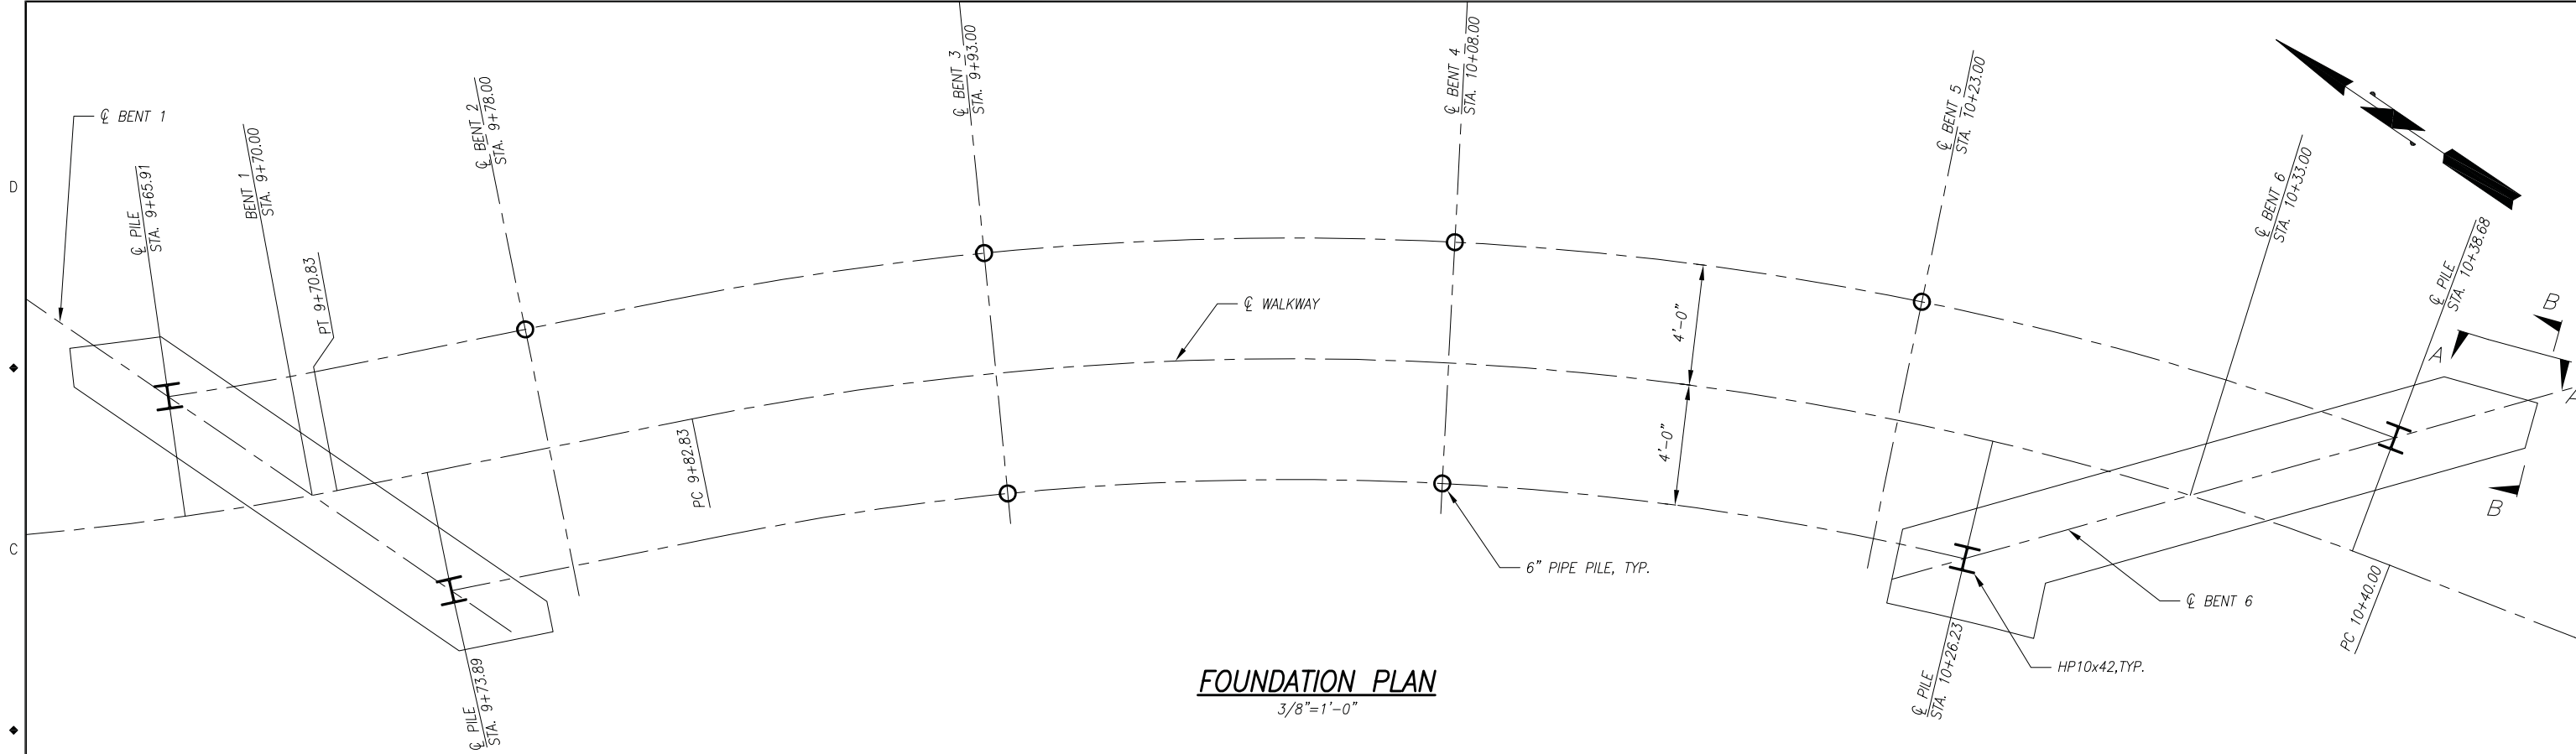 ℄ BENT 1
℄ PILE
STA. 9+65.91
BENT 1
STA. 9+70.00
PT 9+70.83
℄ BENT 2
STA. 9+78.00
℄ BENT 3
STA. 9+93.00
℄ BENT 4
STA. 10+08.00
℄ BENT 5
STA. 10+23.00
℄ BENT 6
STA. 10+33.00
℄ PILE
STA. 10+38.68
D
℄ WALKWAY
4'-0"
4'-0"
B
A
A
B
PC 9+82.83
C
6" PIPE PILE, TYP.
℄ BENT 6
PC 10+40.00
HP10x42,TYP.
℄ PILE
STA. 10+26.23
℄ PILE
STA. 9+73.89
FOUNDATION PLAN
3/8"=1'-0"